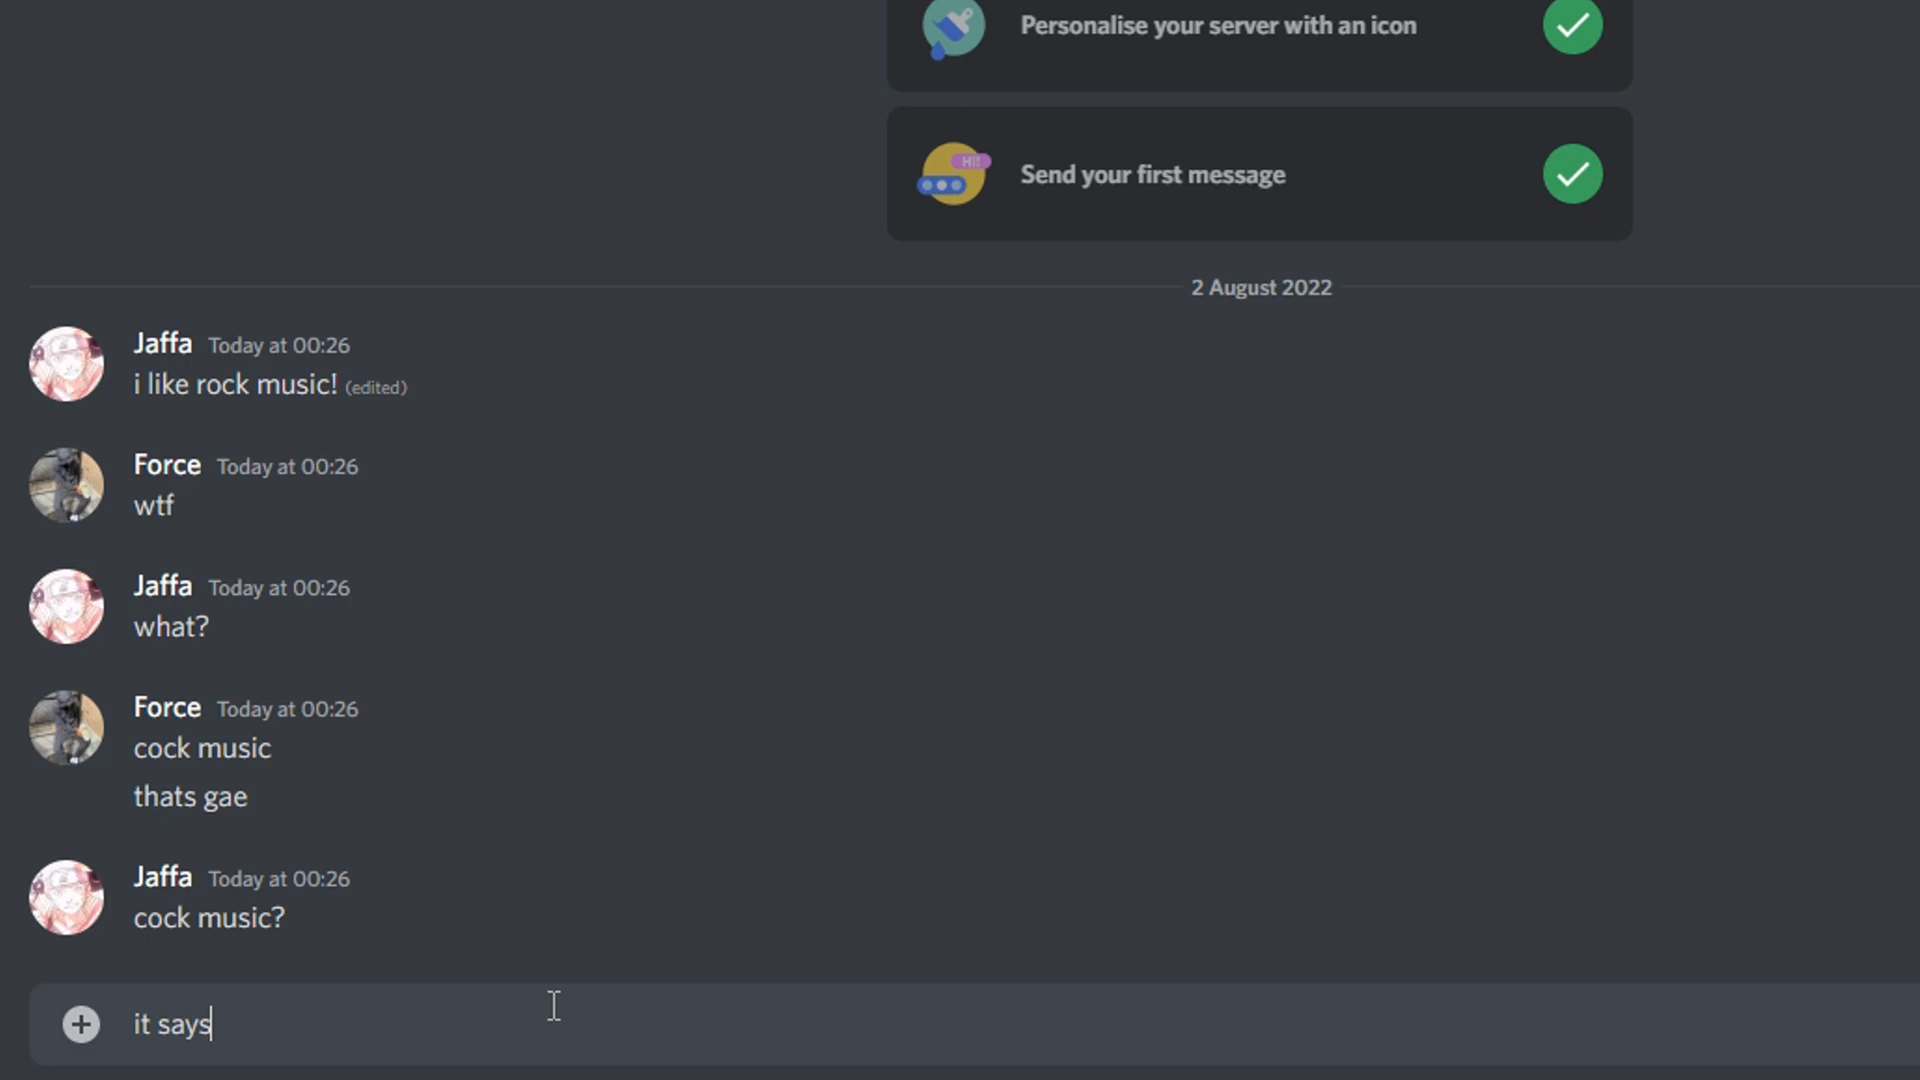 Personalise your server with an icon
HI!
Send your first message
2 August 2022
Jaffa Today at 00:26
i like rock music! (edited)
Force Today at 00:26
wtf
Jaffa Today at 00:26
what?
Force Today at 00:26
cock music
thats gae
Jaffa Today at 00:26
cock music?
it says